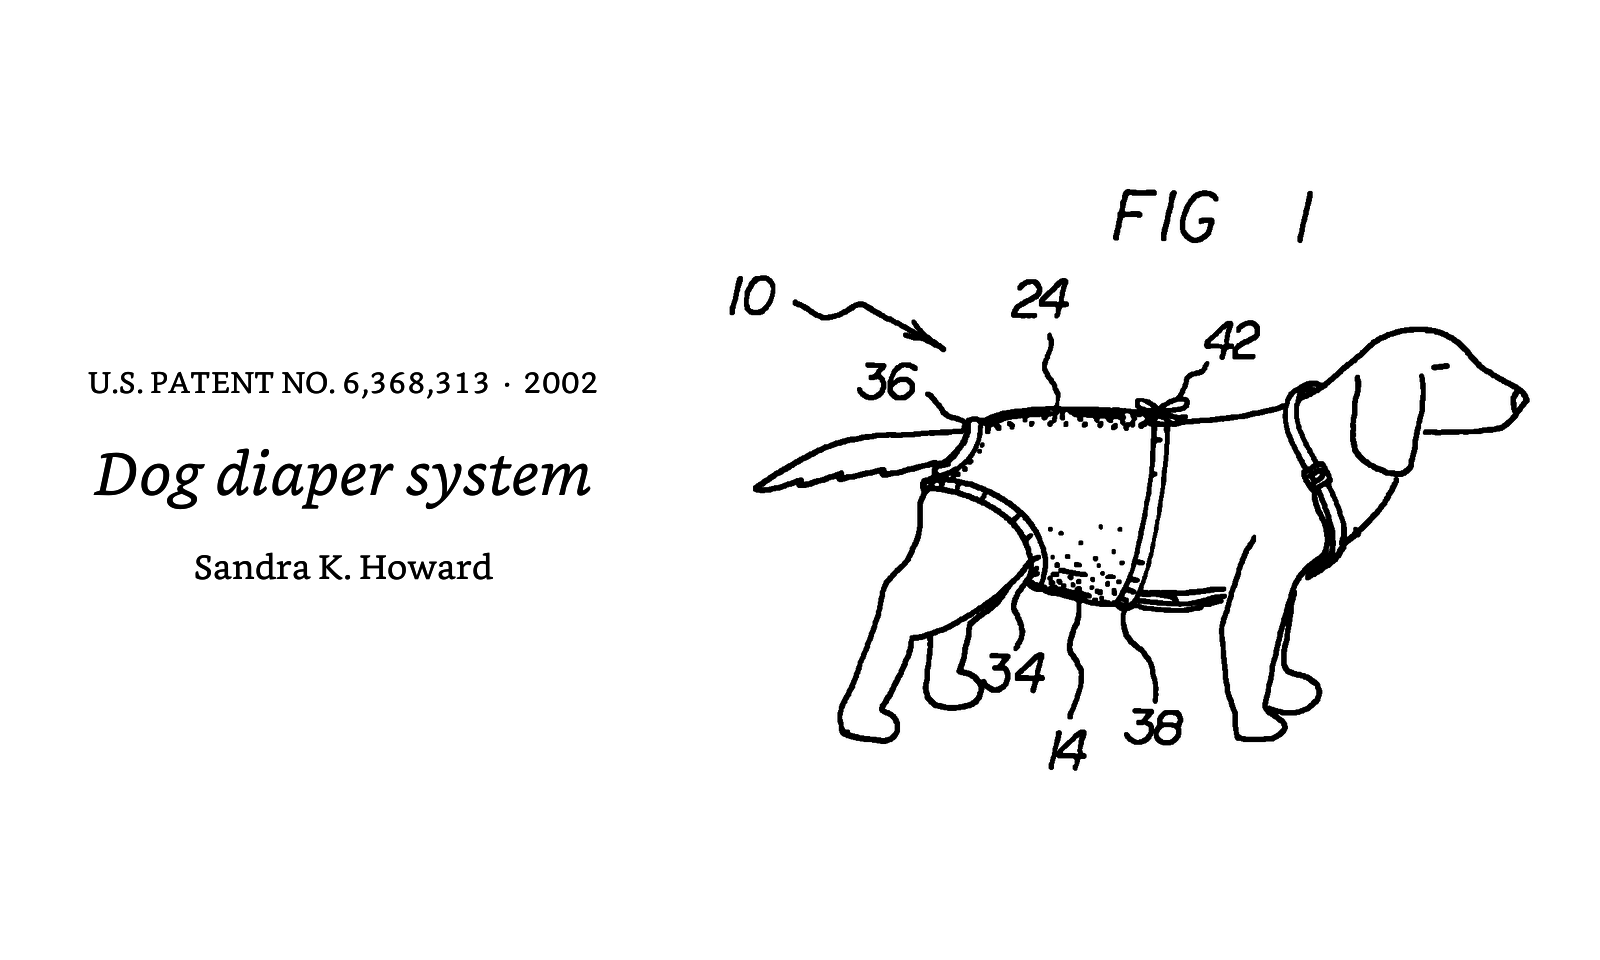 U.S. PATENT NO. 6,368,313 · 2002
Dog diaper system
Sandra K. Howard
FIG 1
10
24
42
36
34
38
14